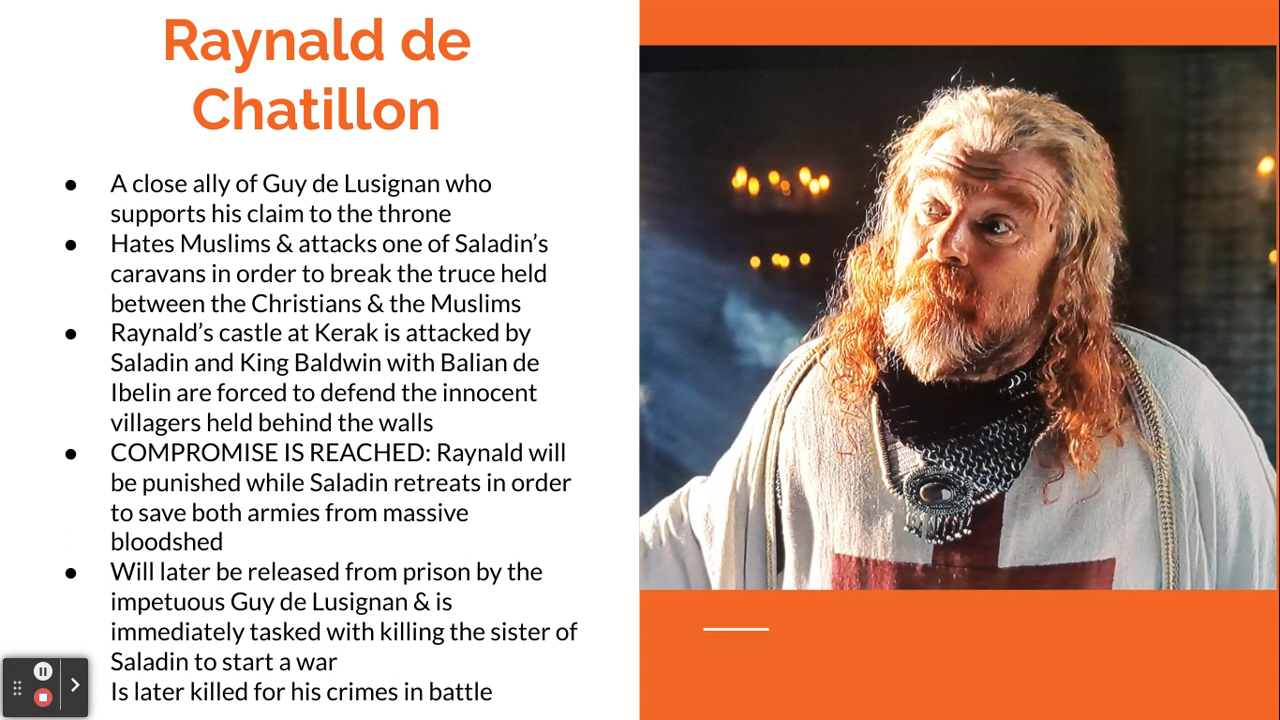 Raynald de
Chatillon
● A close ally of Guy de Lusignan who
supports his claim to the throne
● Hates Muslims & attacks one of Saladin’s
caravans in order to break the truce held
between the Christians & the Muslims
● Raynald’s castle at Kerak is attacked by
Saladin and King Baldwin with Balian de
Ibelin are forced to defend the innocent
villagers held behind the walls
● COMPROMISE IS REACHED: Raynald will
be punished while Saladin retreats in order
to save both armies from massive
bloodshed
● Will later be released from prison by the
impetuous Guy de Lusignan & is
immediately tasked with killing the sister of
Saladin to start a war
Is later killed for his crimes in battle